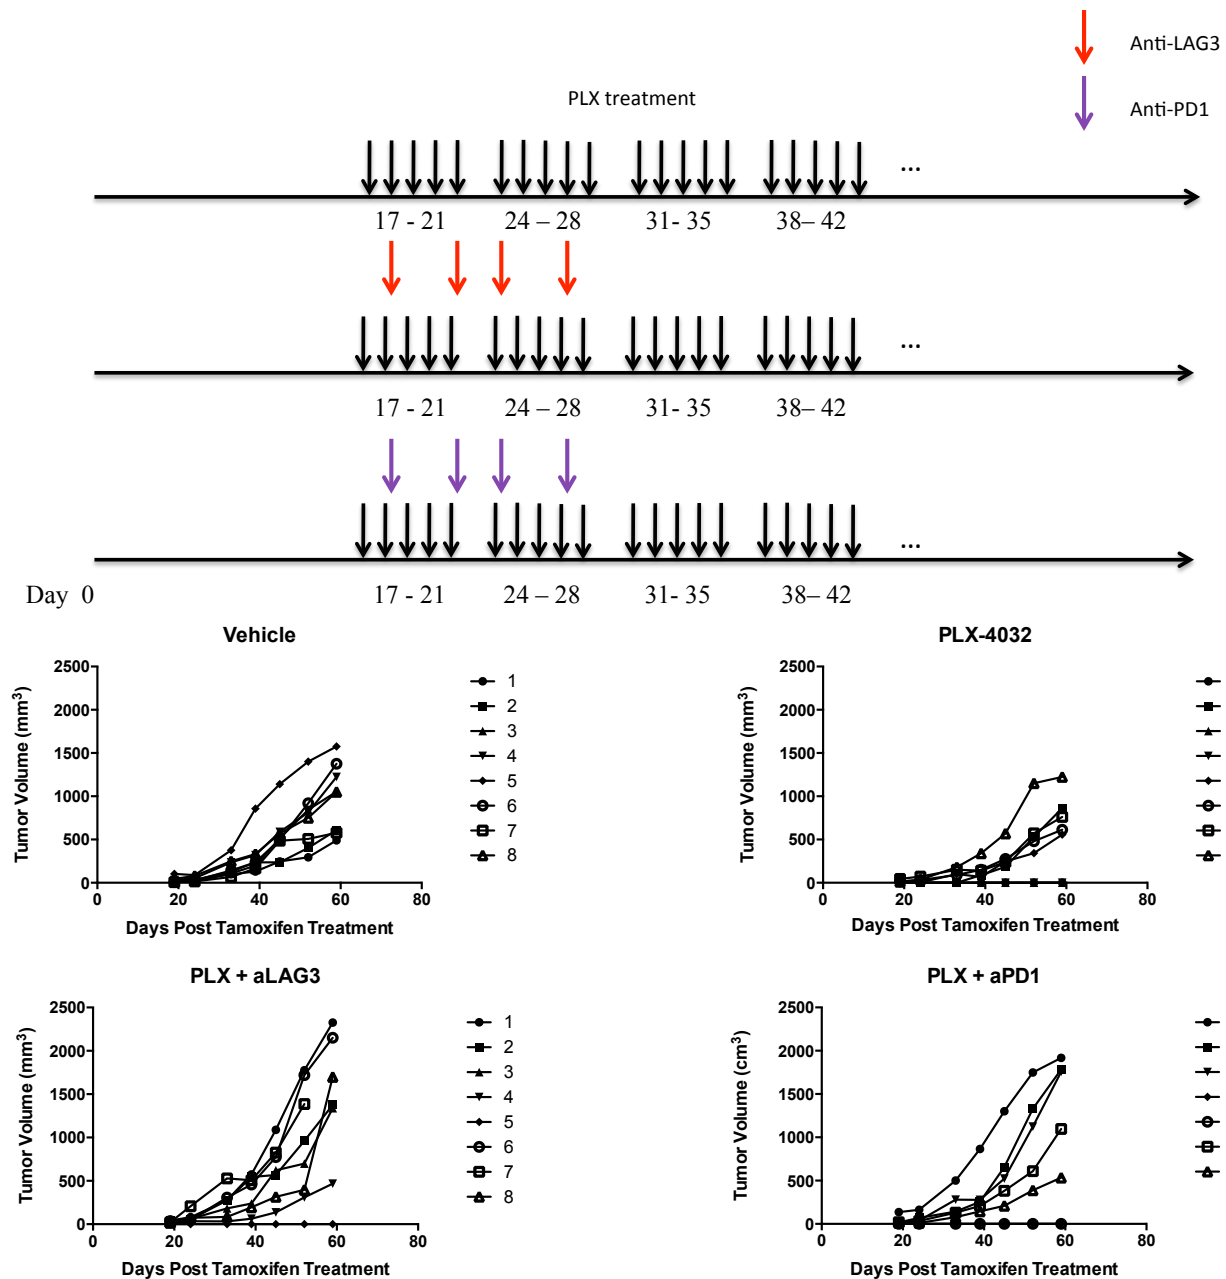 Anti-LAG3
PLX treatment
Anti-PD1
...
17 - 21 24 – 28 31- 35 38– 42
...
17 - 21 24 – 28 31- 35 38– 42
...
Day 0 17 - 21 24 – 28 31- 35 38– 42
Vehicle
2500
2000
1500
1000
500
0
0 20 40 60 80
Tumor Volume (mm³)
Days Post Tamoxifen Treatment
1
2
3
4
5
6
7
8
PLX-4032
2500
2000
1500
1000
500
0
0 20 40 60 80
Tumor Volume (mm³)
Days Post Tamoxifen Treatment
PLX + aLAG3
2500
2000
1500
1000
500
0
0 20 40 60 80
Tumor Volume (mm³)
Days Post Tamoxifen Treatment
1
2
3
4
5
6
7
8
PLX + aPD1
2500
2000
1500
1000
500
0
0 20 40 60 80
Tumor Volume (cm³)
Days Post Tamoxifen Treatment